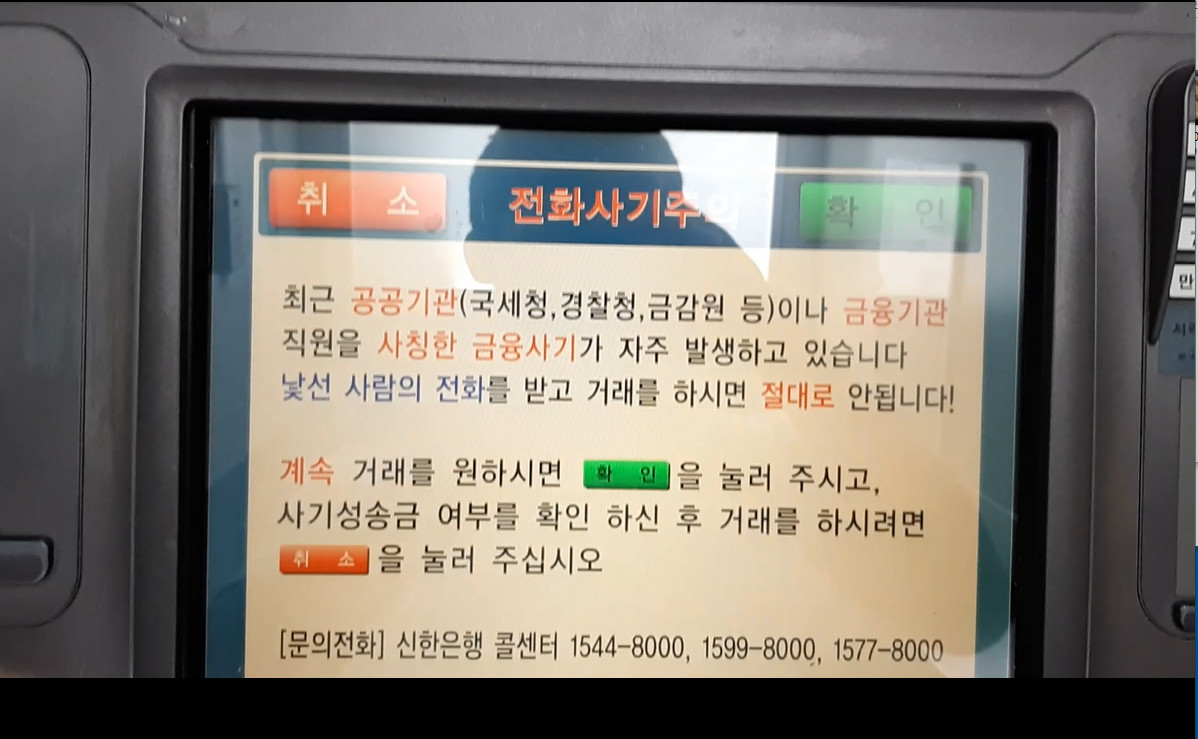 취 소 전화사기주의 확 인
최근 공공기관(국세청,경찰청,금감원 등)이나 금융기관
직원을 사칭한 금융사기가 자주 발생하고 있습니다
낯선 사람의 전화를 받고 거래를 하시면 절대로 안됩니다!
계속 거래를 원하시면 확 인 을 눌러 주시고,
사기성송금 여부를 확인 하신 후 거래를 하시려면
취 소 을 눌러 주십시오
[문의전화] 신한은행 콜센터 1544-8000, 1599-8000, 1577-8000